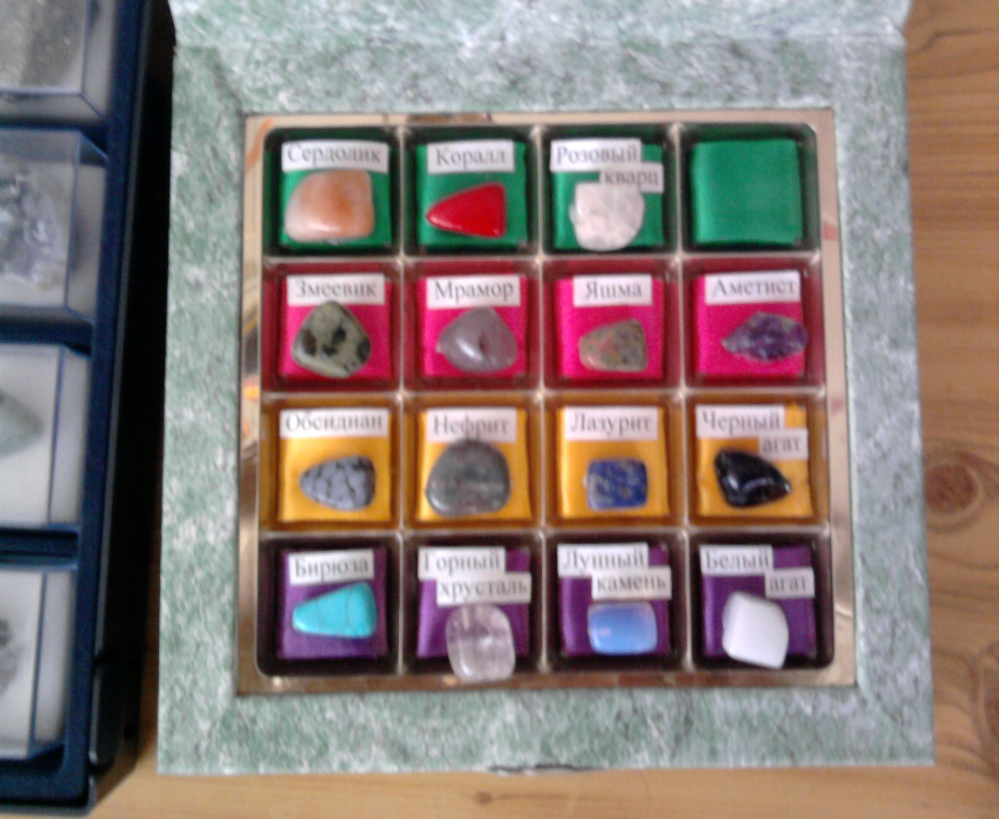 Сердолик
Коралл
Розовый
кварц
Змеевик
Мрамор
Яшма
Аметист
Обсидиан
Нефрит
Лазурит
Черный
агат
Бирюза
Горный
хрусталь
Лунный
камень
Белый
агат